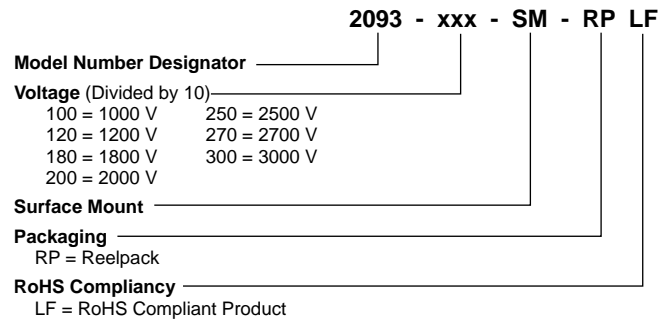 2093 - xxx - SM - RP LF
Model Number Designator
Voltage (Divided by 10)
100 = 1000 V 250 = 2500 V
120 = 1200 V 270 = 2700 V
180 = 1800 V 300 = 3000 V
200 = 2000 V
Surface Mount
Packaging
RP = Reelpack
RoHS Compliancy
LF = RoHS Compliant Product